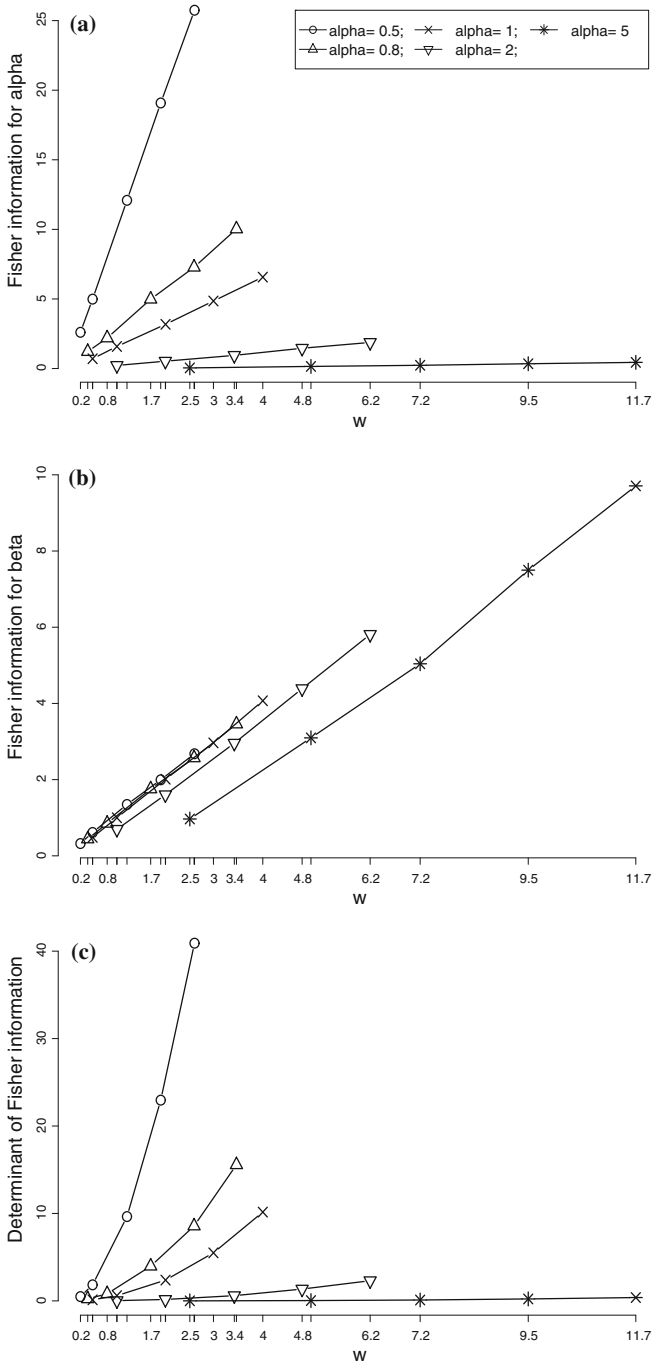 (a)
alpha= 0.5; alpha= 1; alpha= 5
alpha= 0.8; alpha= 2;
Fisher information for alpha
25
20
15
10
5
0
0.2 0.8 1.7 2.5 3 3.4 4 4.8 6.2 7.2 9.5 11.7
w
(b)
Fisher information for beta
10
8
6
4
2
0
0.2 0.8 1.7 2.5 3 3.4 4 4.8 6.2 7.2 9.5 11.7
w
(c)
Determinant of Fisher information
40
30
20
10
0
0.2 0.8 1.7 2.5 3 3.4 4 4.8 6.2 7.2 9.5 11.7
w